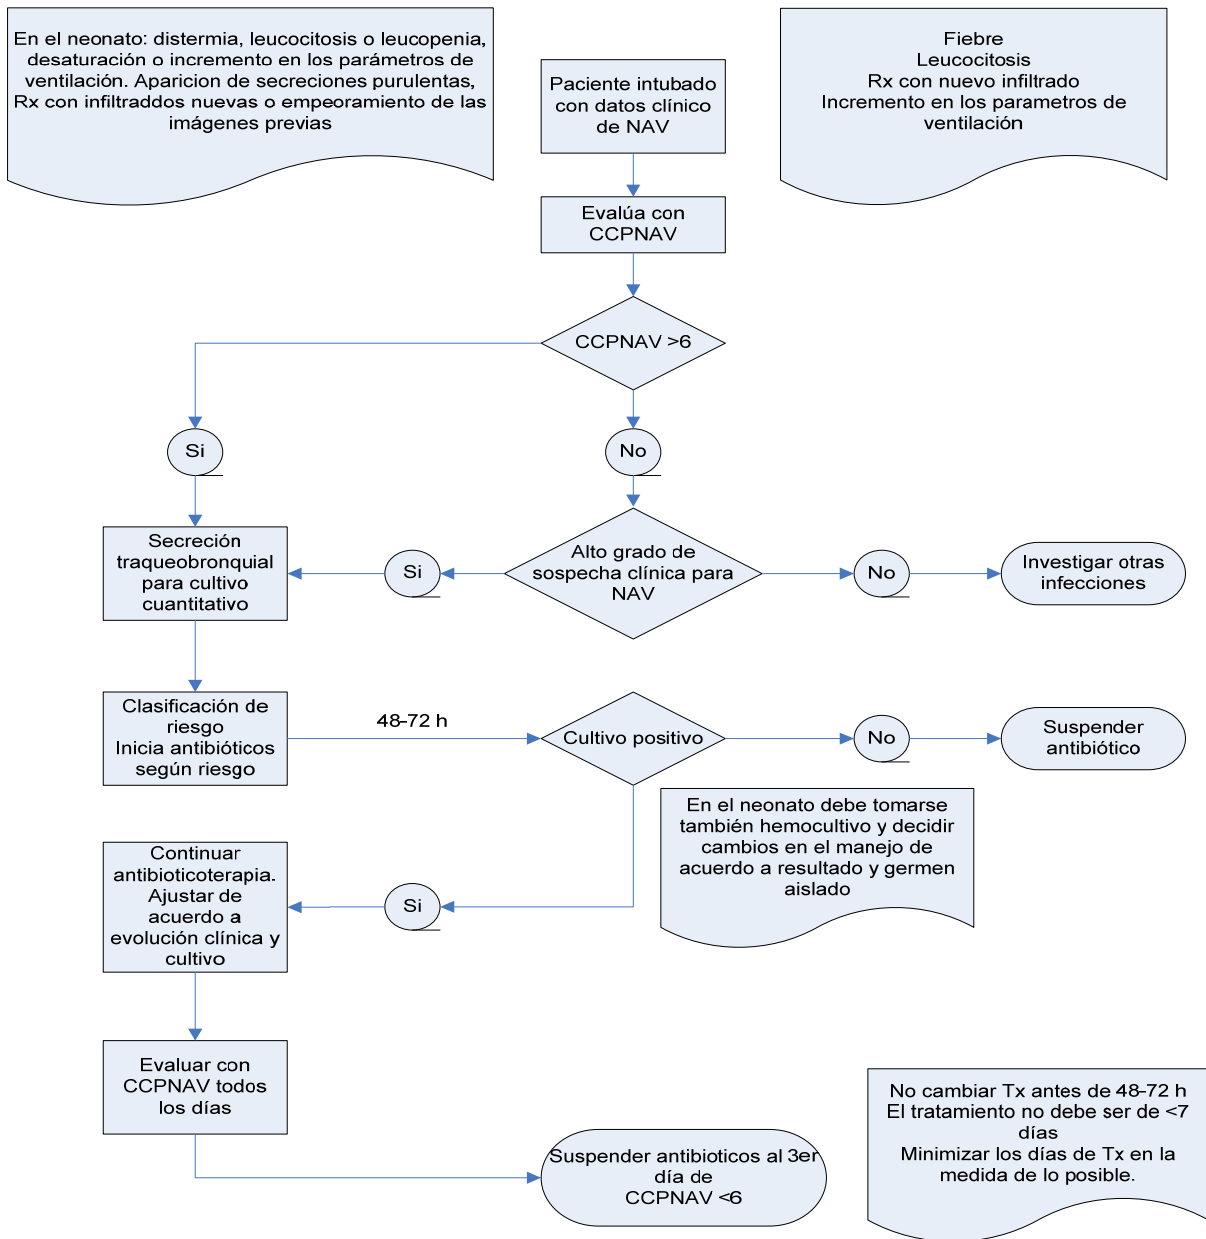 En el neonato: distermia, leucocitosis o leucopenia,
desaturación o incremento en los parámetros de
ventilación. Aparicion de secreciones purulentas,
Rx con infiltraddos nuevas o empeoramiento de las
imágenes previas
Paciente intubado
con datos clínico
de NAV
Fiebre
Leucocitosis
Rx con nuevo infiltrado
Incremento en los parametros de
ventilación
Evalúa con
CCPNAV
CCPNAV >6
Si
No
Secreción
traqueobronquial
para cultivo
cuantitativo
Si
Alto grado de
sospecha clínica para
NAV
No
Investigar otras
infecciones
Clasificación de
riesgo
Inicia antibióticos
según riesgo
48-72 h
Cultivo positivo
No
Suspender
antibiótico
En el neonato debe tomarse
también hemocultivo y decidir
cambios en el manejo de
acuerdo a resultado y germen
aislado
Continuar
antibioticoterapia.
Ajustar de
acuerdo a
evolución clínica y
cultivo
Si
Evaluar con
CCPNAV todos
los días
Suspender antibioticos al 3er
día de
CCPNAV <6
No cambiar Tx antes de 48-72 h
El tratamiento no debe ser de <7
días
Minimizar los días de Tx en la
medida de lo posible.